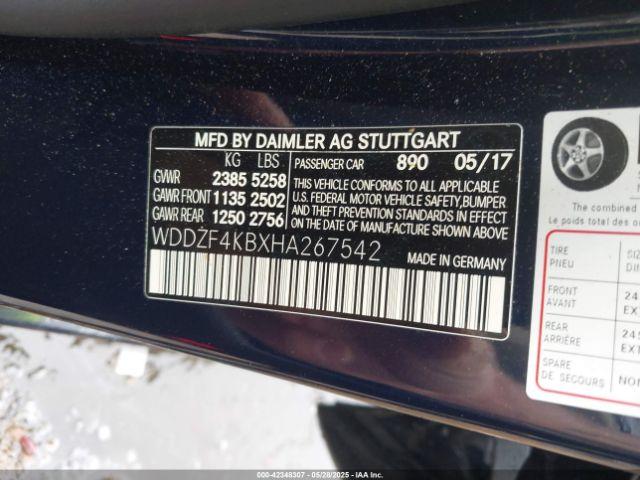 MFD BY DAIMLER AG STUTTGART
KG LBS PASSENGER CAR 890 05/17
GVWR 2385 5258
GAWR FRONT 1135 2502
GAWR REAR 1250 2756
THIS VEHICLE CONFORMS TO ALL APPLICABLE
U.S. FEDERAL MOTOR VEHICLE SAFETY, BUMPER
AND THEFT PREVENTION STANDARDS
IN EFFECT ON THE DATE OF
MANUFACTURE SHOWN ABOVE.
WDDZF4KBXHA267542
MADE IN GERMANY
The combined
Le poids total des
TIRE
PNEU
FRONT
AVANT
REAR
ARRIÈRE
SPARE
DE SECOURS
00-42348307 - 05/28/2025 - IAA Inc.